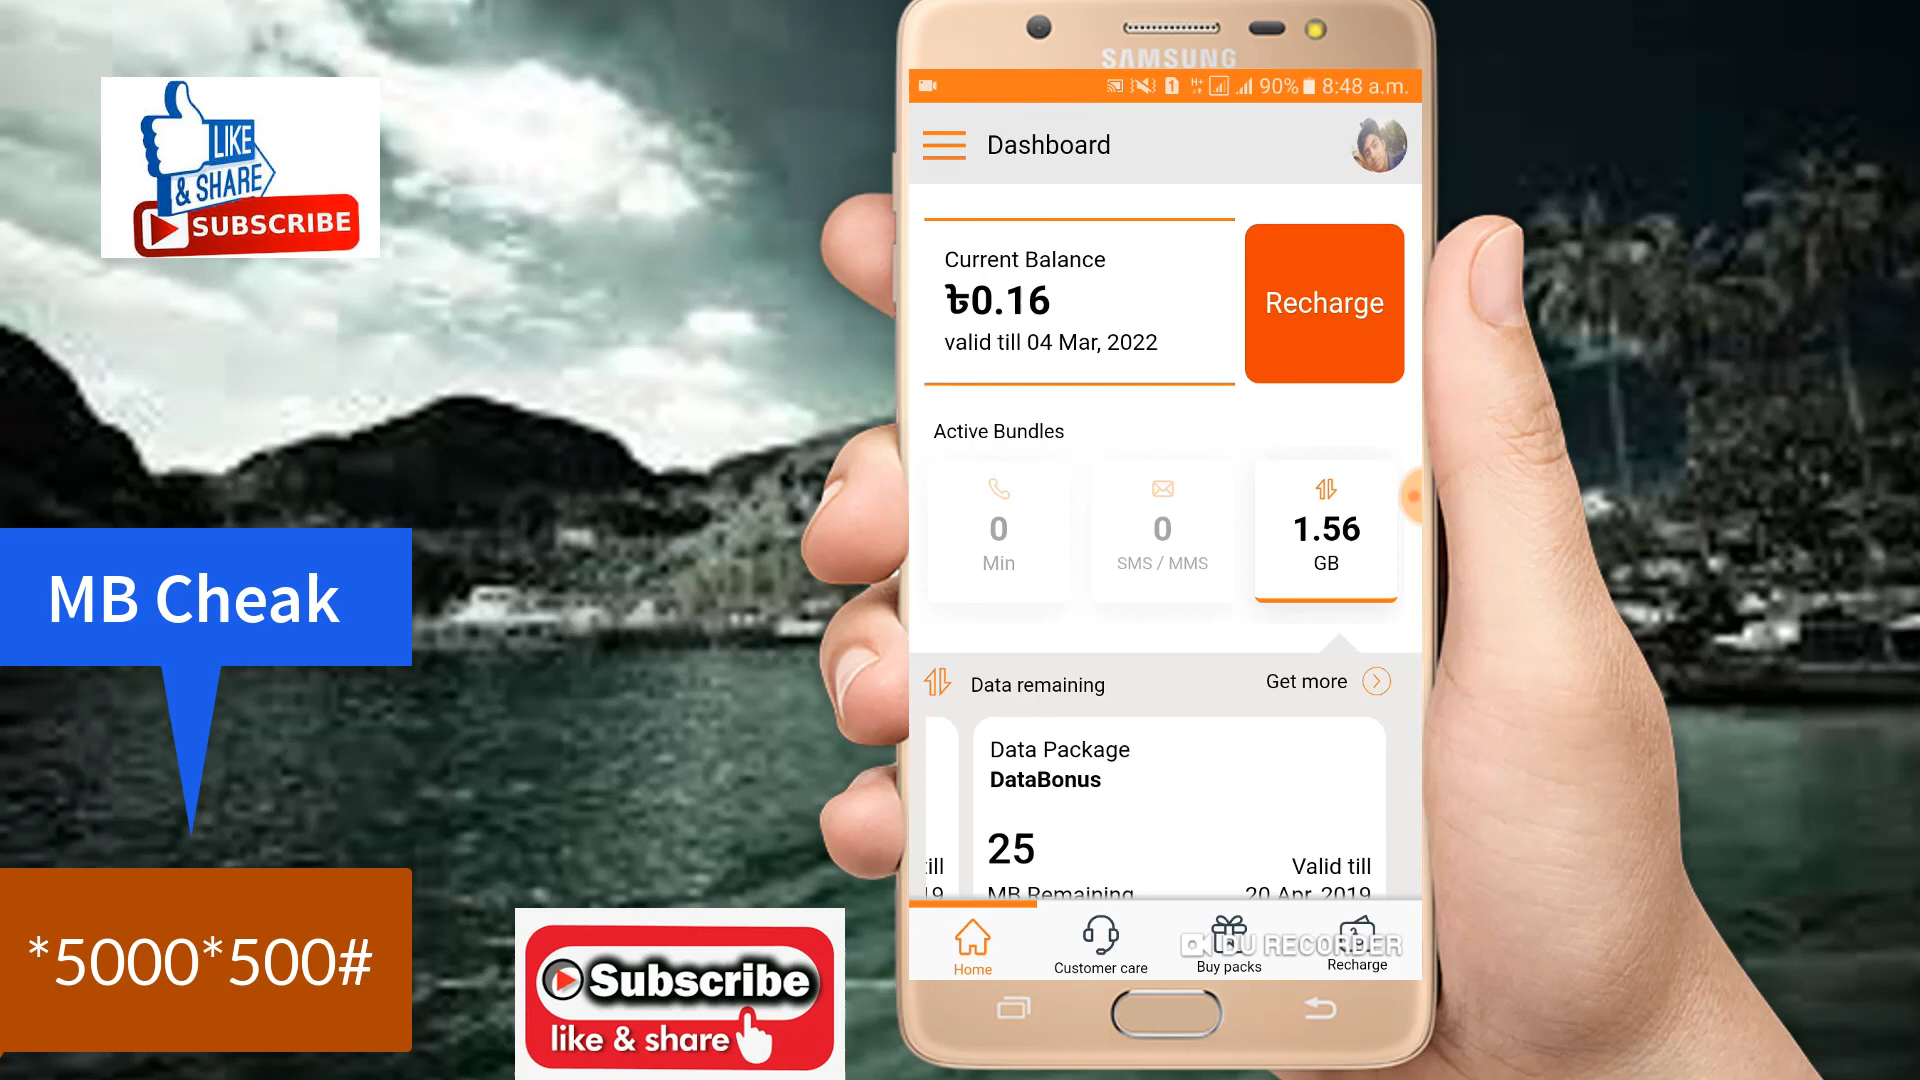 LIKE
& SHARE
SUBSCRIBE
MB Cheak
*5000*500#
Subscribe
like & share
SAMSUNG
90% 8:48 a.m.
Dashboard
Current Balance
৳0.16
valid till 04 Mar, 2022
Recharge
Active Bundles
0
Min
0
SMS / MMS
1.56
GB
Data remaining
Get more
Data Package
DataBonus
25
MB Remaining
till
19
Valid till
20 Apr, 2019
Home
Customer care
Buy packs
Recharge
DU RECORDER